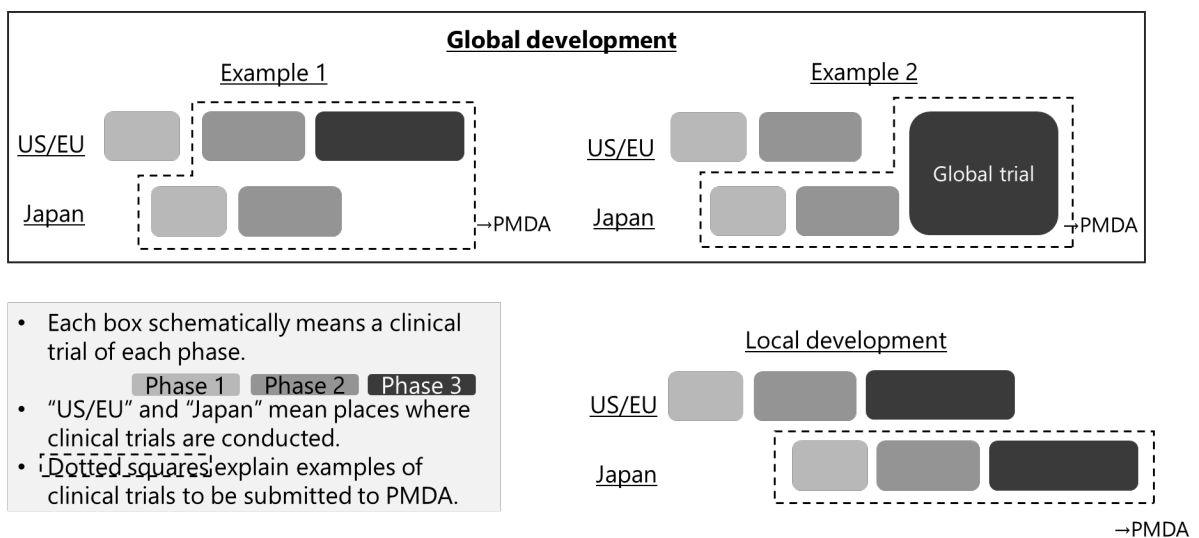 Global development
Example 1
US/EU
Japan
→PMDA
Example 2
US/EU
Japan
Global trial
→PMDA
• Each box schematically means a clinical
trial of each phase.
Phase 1 Phase 2 Phase 3
• “US/EU” and “Japan” mean places where
clinical trials are conducted.
• Dotted squares explain examples of
clinical trials to be submitted to PMDA.
Local development
US/EU
Japan
→PMDA